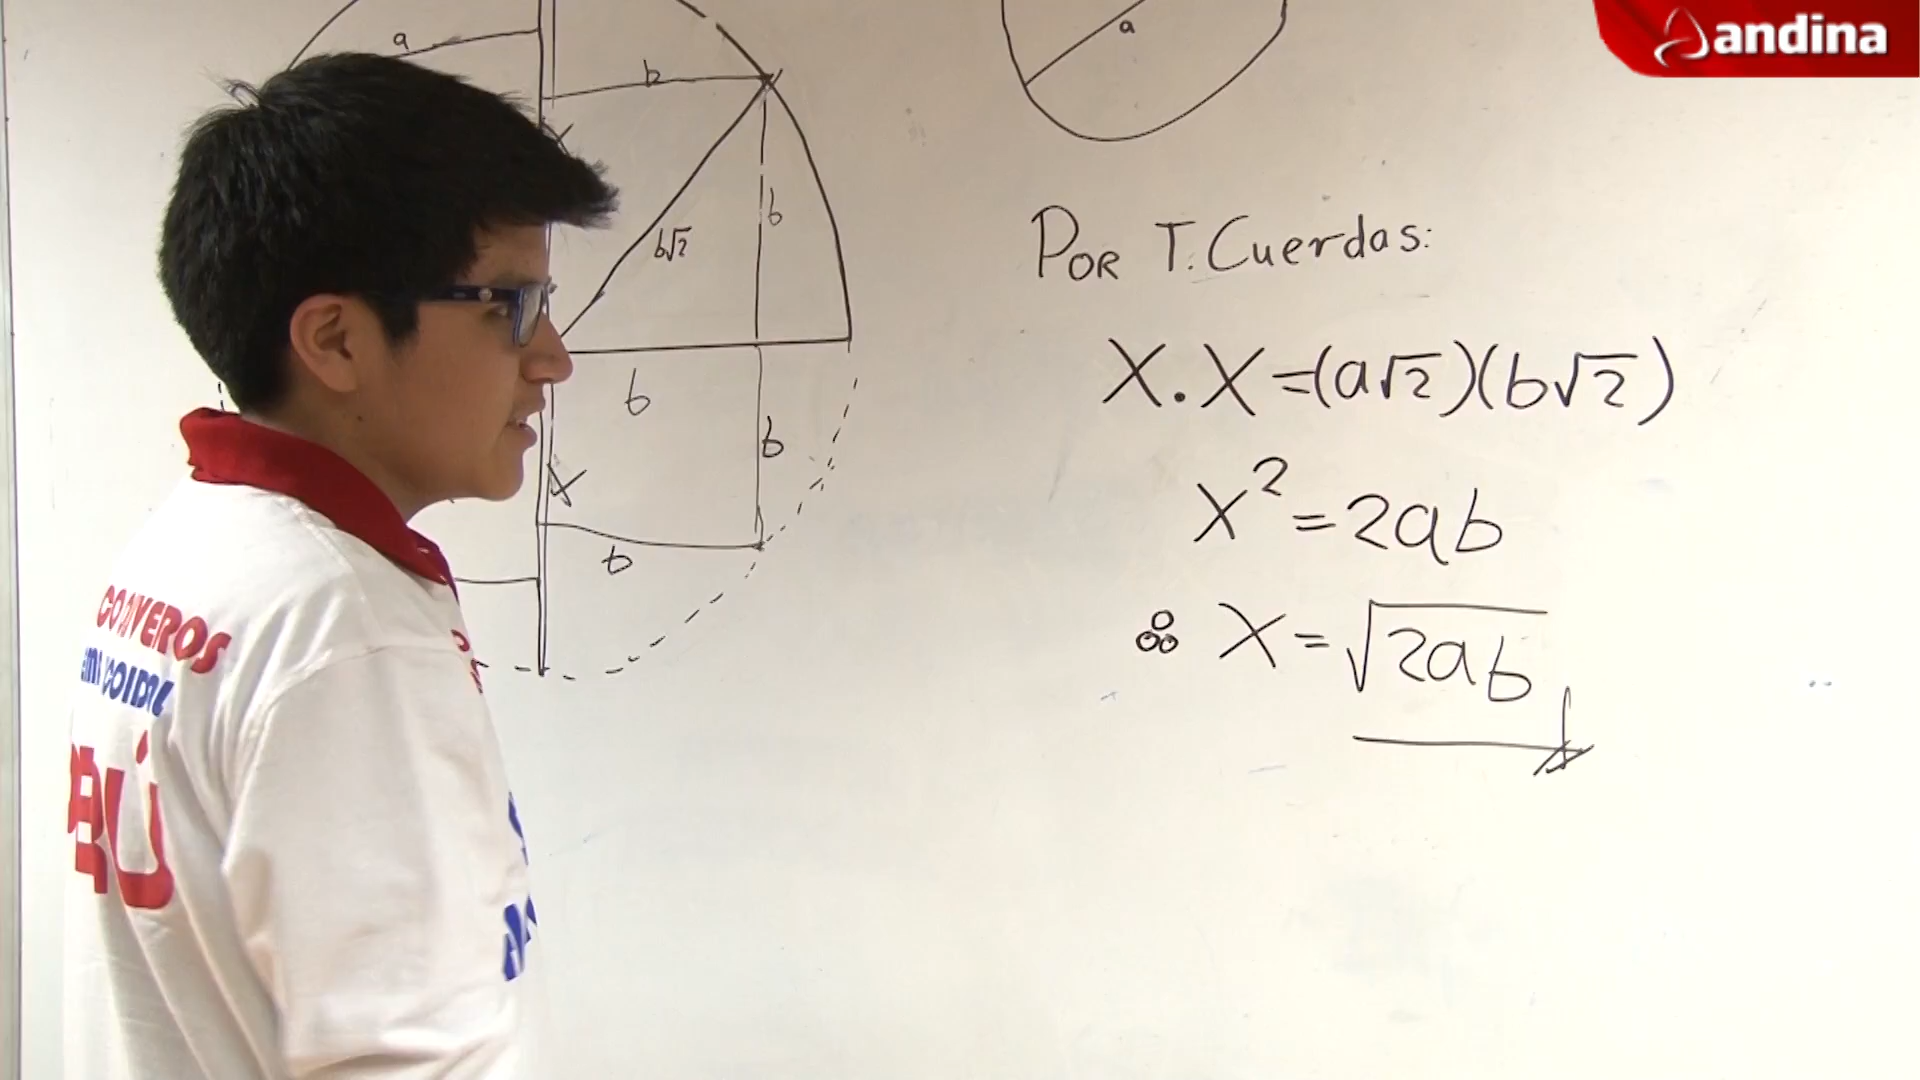 andina
a
a
b
X
b
b√2
b
b
X
b
Por T. Cuerdas:
X.X=(a√2)(b√2)
X²=2ab
∴ X=√2ab